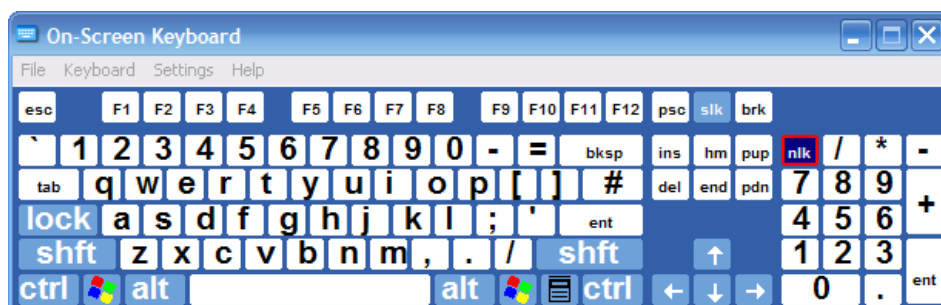 On-Screen Keyboard
File Keyboard Settings Help
esc F1 F2 F3 F4 F5 F6 F7 F8 F9 F10 F11 F12 psc slk brk
` 1 2 3 4 5 6 7 8 9 0 - = bksp ins hm pup nlk / * -
tab q w e r t y u i o p [ ] # del end pdn 7 8 9 +
lock a s d f g h j k l ; ' ent 4 5 6
shft z x c v b n m , . / shft ↑ 1 2 3 ent
ctrl alt alt ctrl ← ↓ → 0 .